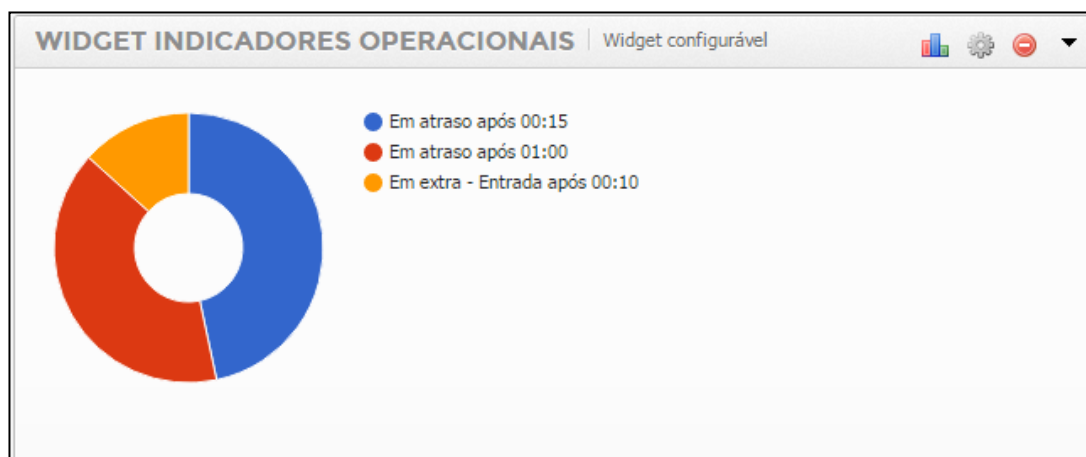 WIDGET INDICADORES OPERACIONAIS Widget configurável
Em atraso após 00:15
Em atraso após 01:00
Em extra - Entrada após 00:10